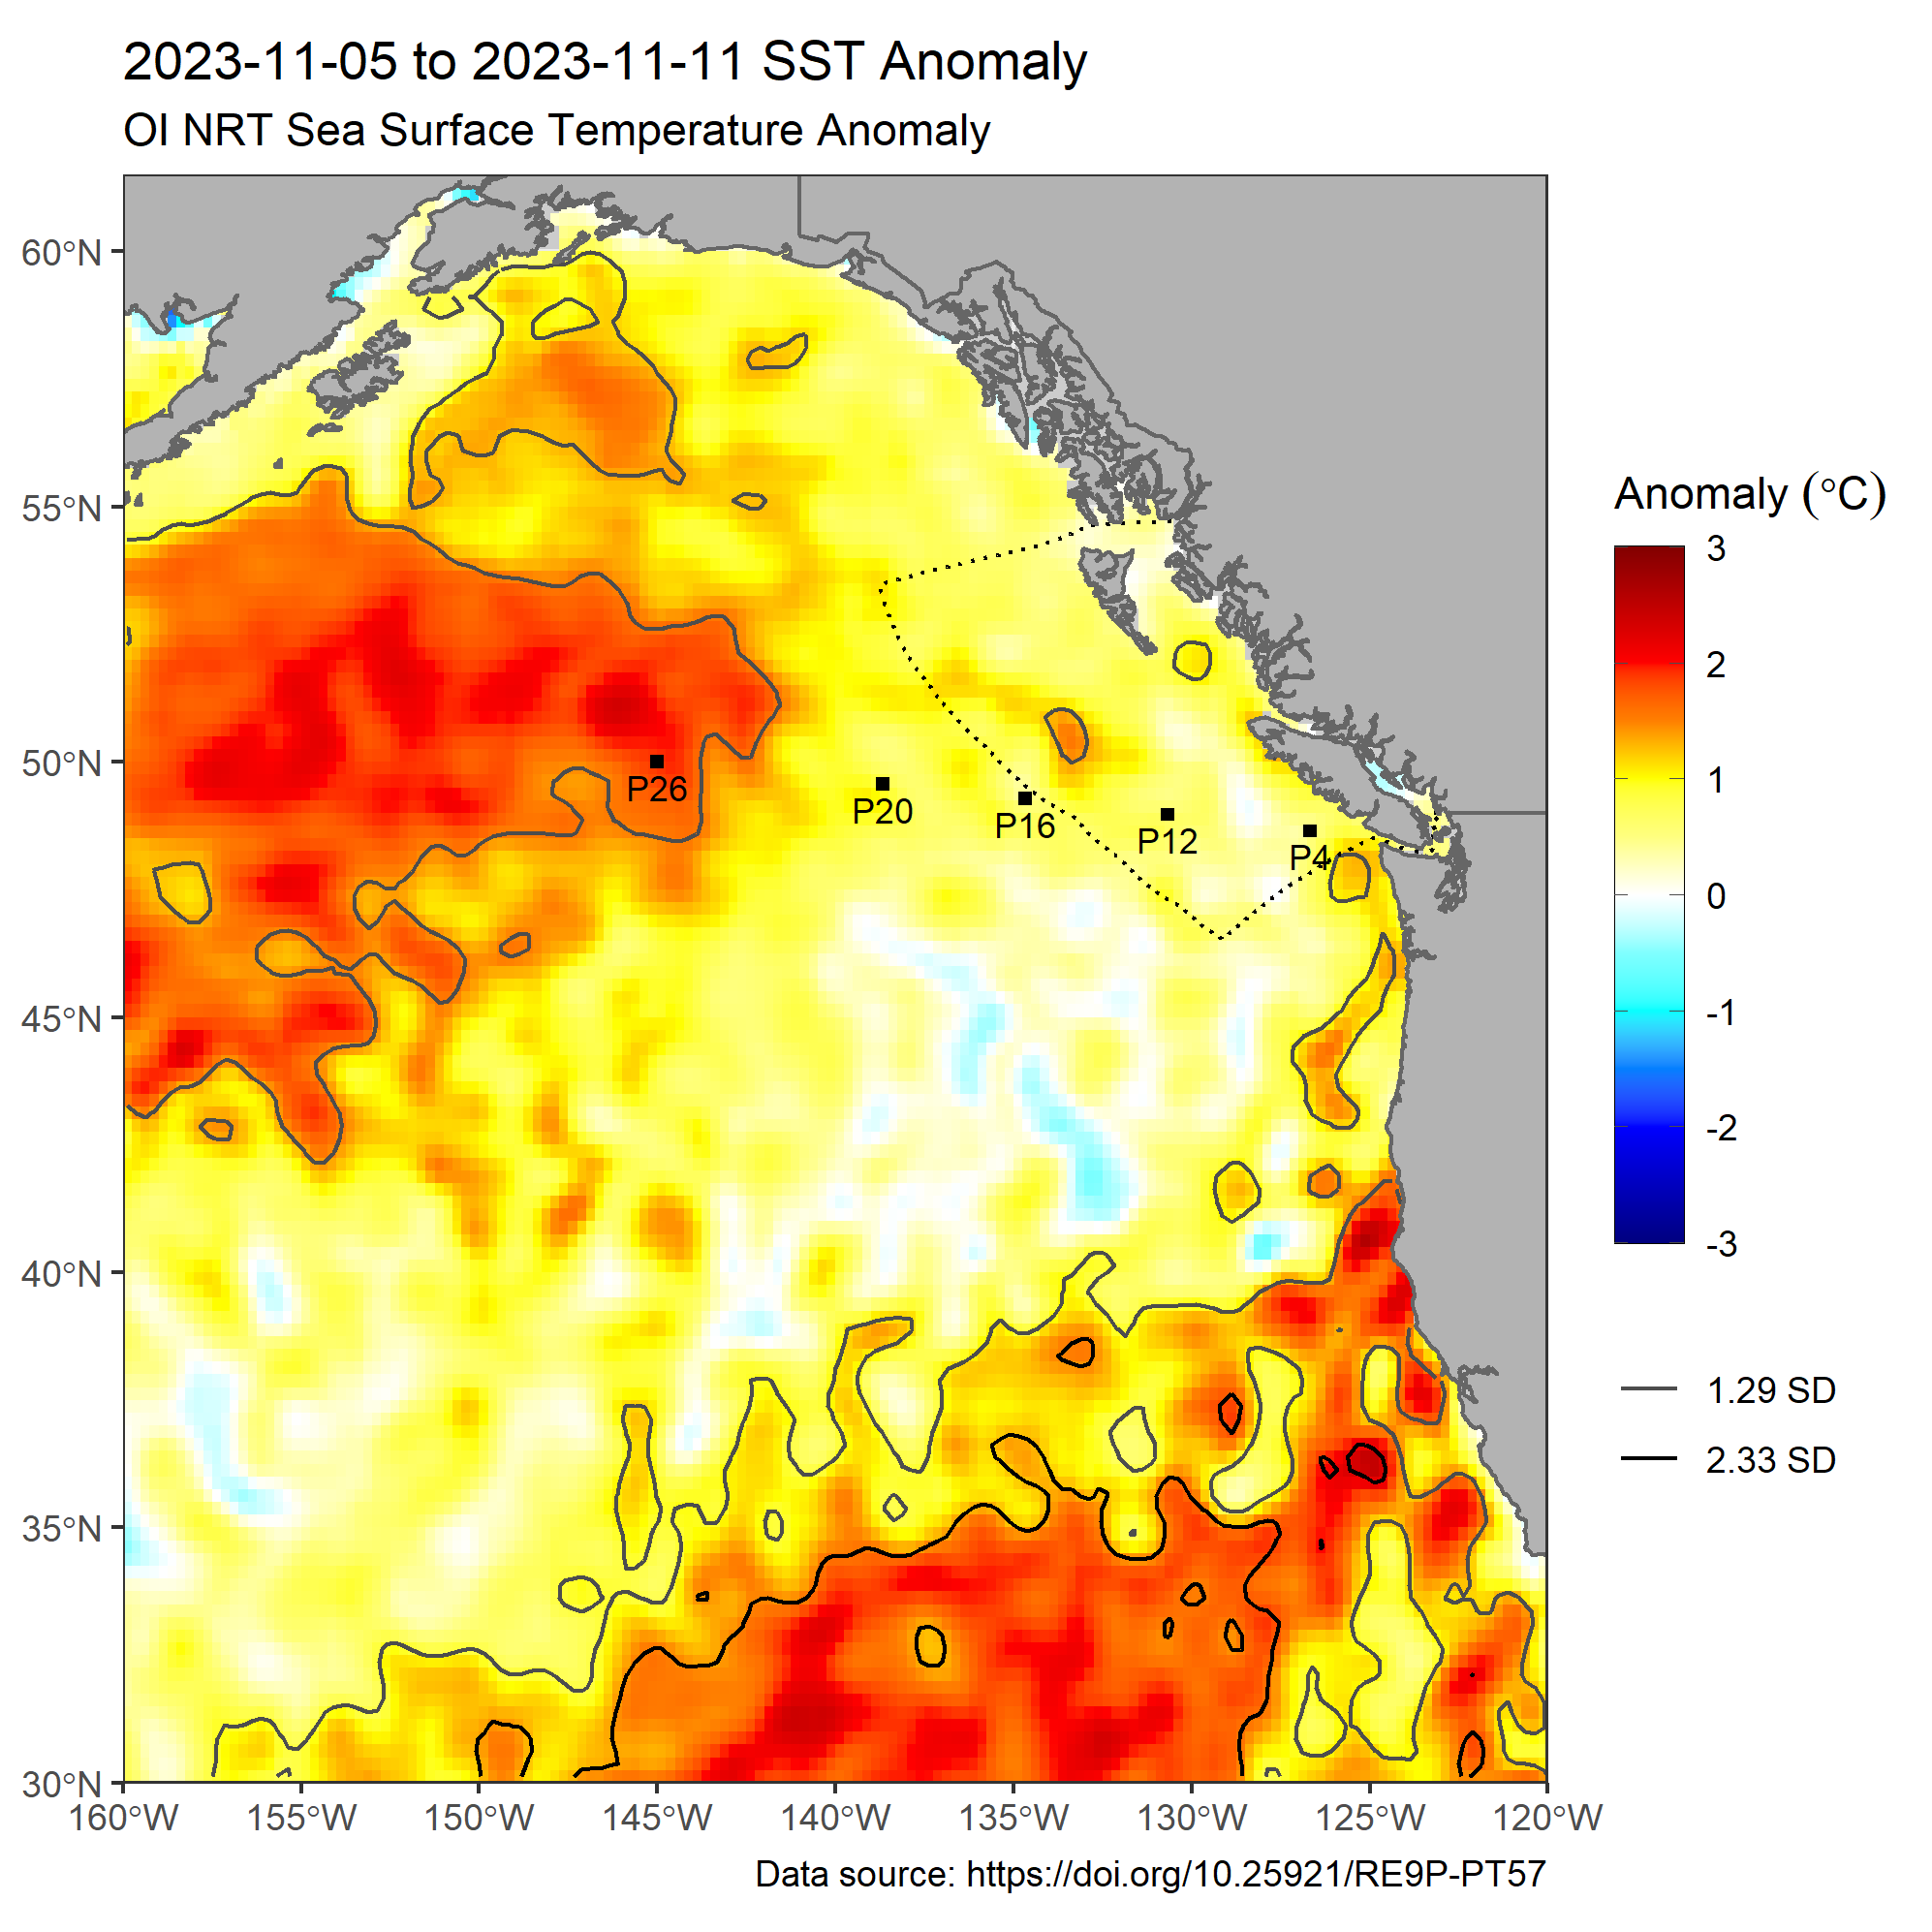 2023-11-05 to 2023-11-11 SST Anomaly
OI NRT Sea Surface Temperature Anomaly
60°N
55°N
50°N
45°N
40°N
35°N
30°N
P26
P20
P16
P12
P4
160°W
155°W
150°W
145°W
140°W
135°W
130°W
125°W
120°W
Anomaly (°C)
3
2
1
0
-1
-2
-3
1.29 SD
2.33 SD
Data source: https://doi.org/10.25921/RE9P-PT57